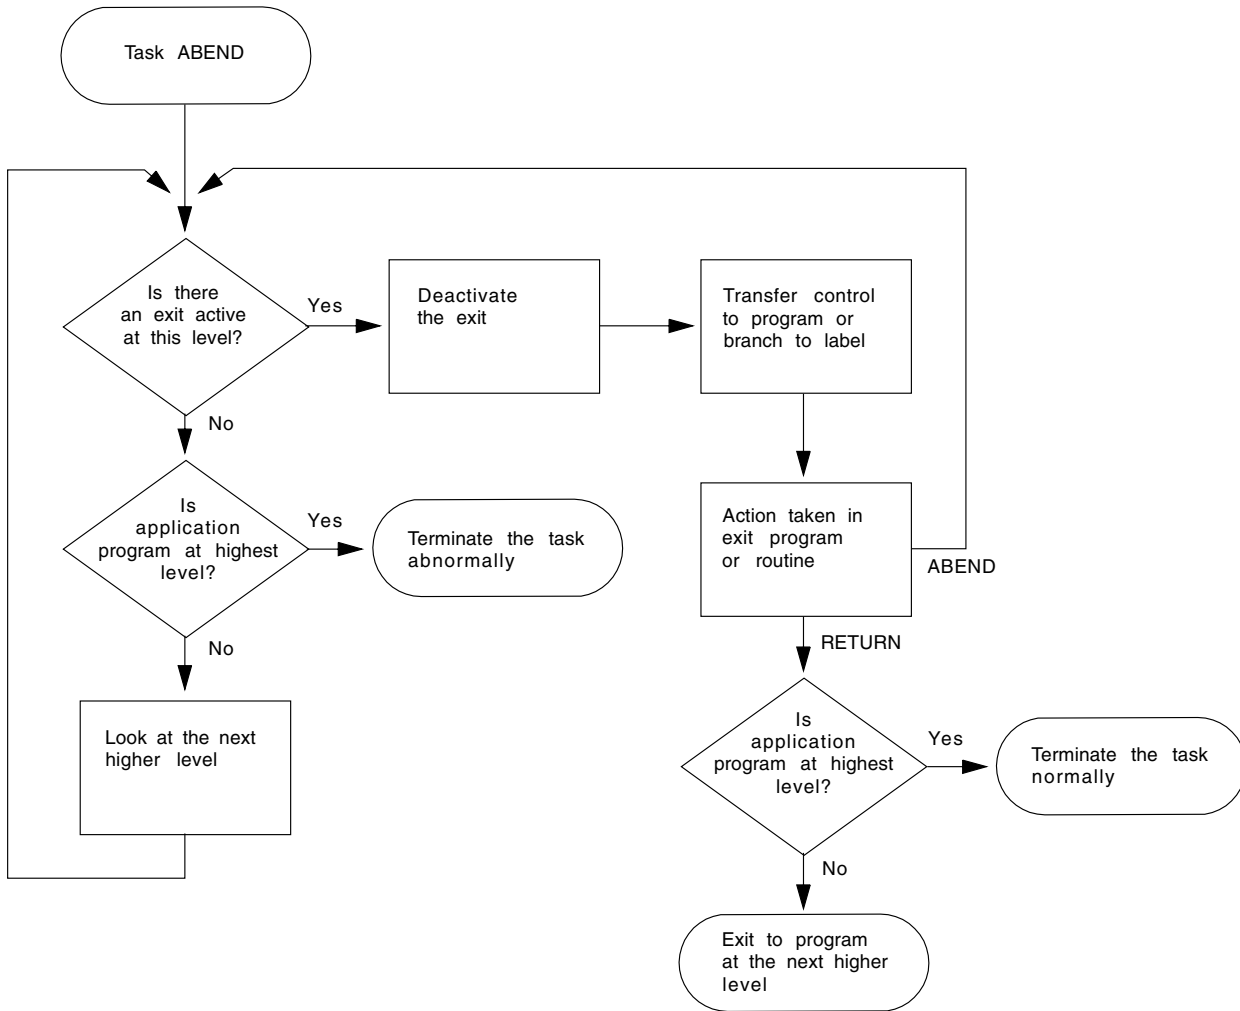 Task ABEND
Is there
an exit active
at this level?
Yes
Deactivate
the exit
Transfer control
to program or
branch to label
No
Is
application
program at highest
level?
Yes
Terminate the task
abnormally
Action taken in
exit program
or routine
ABEND
No
RETURN
Look at the next
higher level
Is
application
program at highest
level?
Yes
Terminate the task
normally
No
Exit to program
at the next higher
level